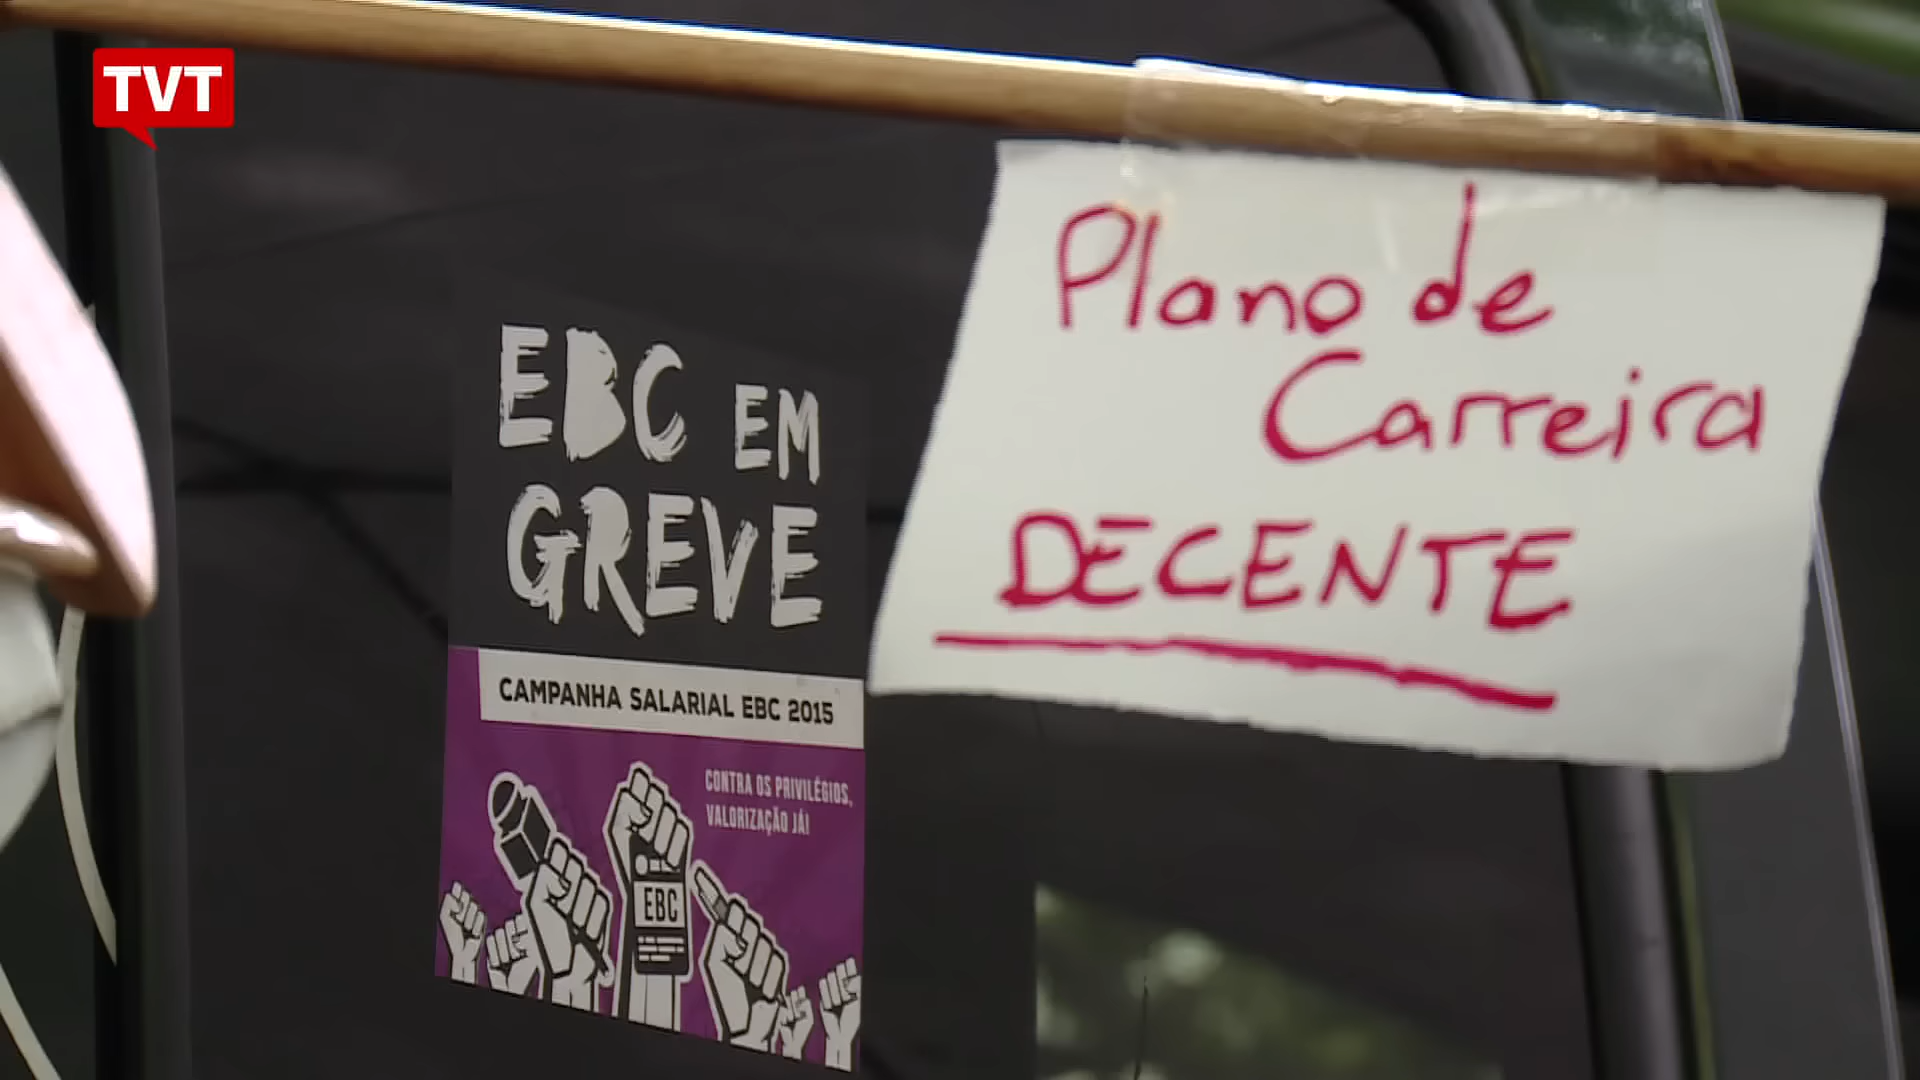 TVT
EBC EM
GREVE
CAMPANHA SALARIAL EBC 2015
CONTRA OS PRIVILÉGIOS,
VALORIZAÇÃO JÁ!
EBC
Plano de
Carreira
DECENTE